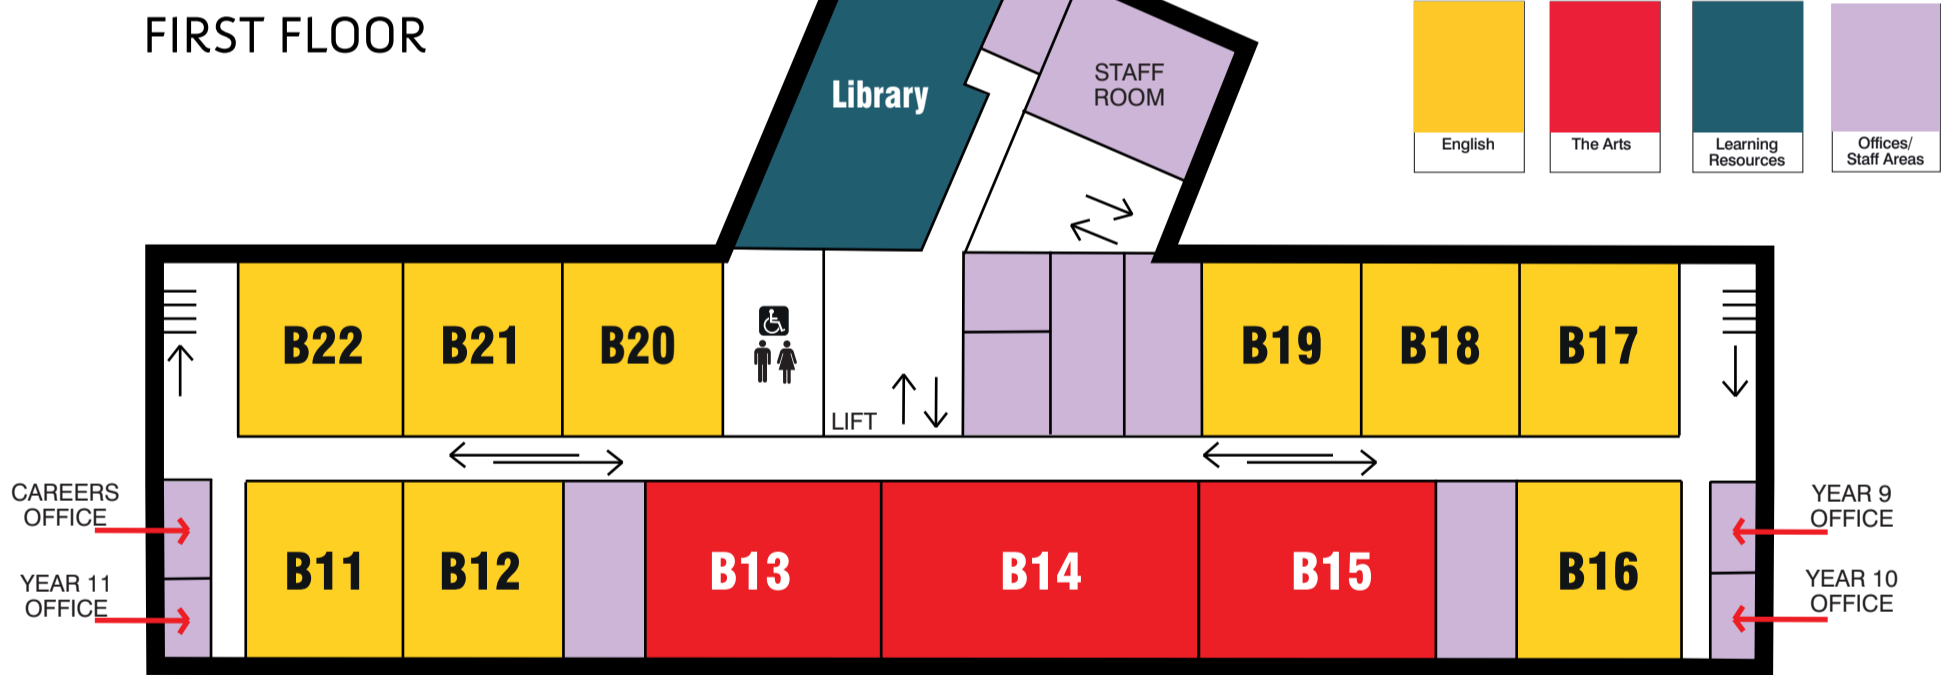 FIRST FLOOR
Library
STAFF
ROOM
English
The Arts
Learning
Resources
Offices/
Staff Areas
B22
B21
B20
B19
B18
B17
LIFT
CAREERS
OFFICE
YEAR 11
OFFICE
B11
B12
B13
B14
B15
B16
YEAR 9
OFFICE
YEAR 10
OFFICE